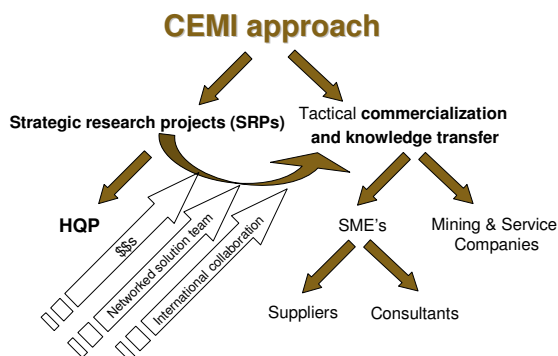 CEMI approach
Strategic research projects (SRPs)
Tactical commercialization
and knowledge transfer
HQP
$$s
Networked solution team
International collaboration
SME's
Mining & Service
Companies
Suppliers
Consultants